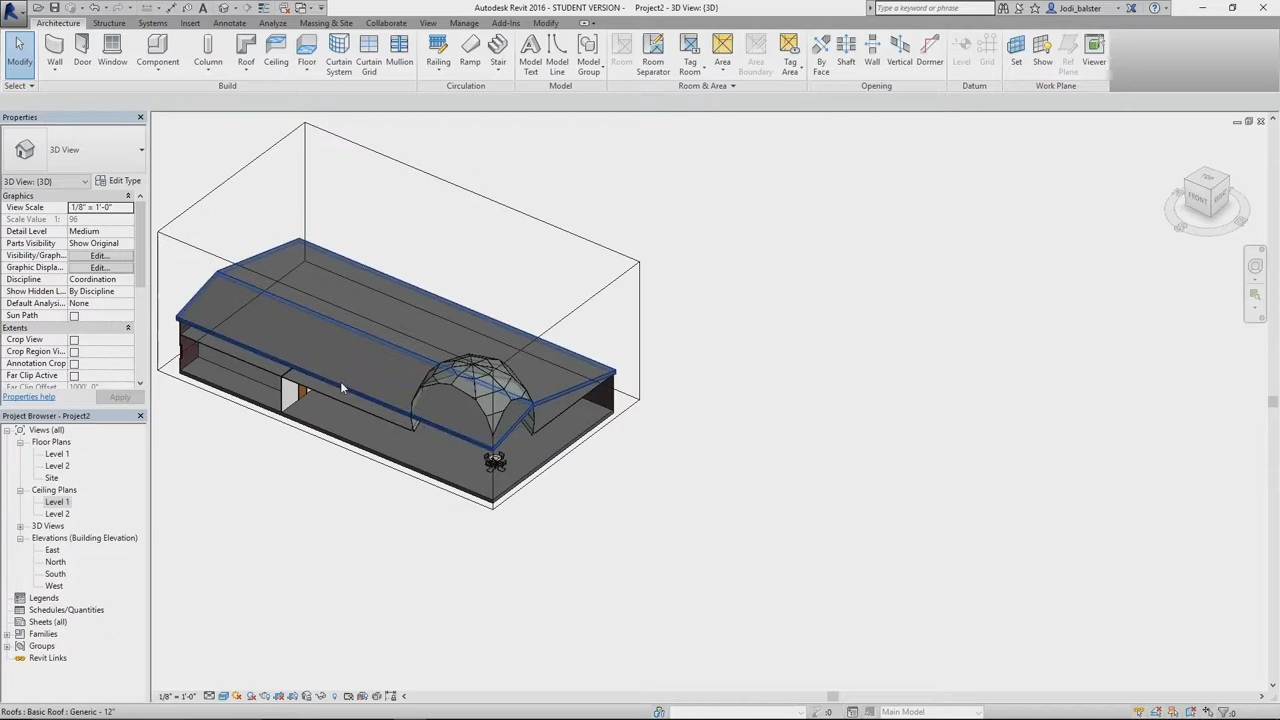 Autodesk Revit 2016 - STUDENT VERSION - Project2 - 3D View: {3D}
Type a keyword or phrase
Jodi_balster
Architecture Structure Systems Insert Annotate Analyze Massing & Site Collaborate View Manage Add-Ins Modify
Modify Wall Door Window Component Column Roof Ceiling Floor Curtain System Curtain Grid Mullion Railing Ramp Stair Model Text Model Line Model Group Room Room Separator Tag Room Area Area Boundary Tag Area By Face Shaft Wall Vertical Dormer Level Grid Set Show Ref Plane Viewer
Select Build Circulation Model Room & Area Opening Datum Work Plane
Properties
3D View
3D View: {3D} Edit Type
Graphics
View Scale 1/8" = 1'-0"
Scale Value 1: 96
Detail Level Medium
Parts Visibility Show Original
Visibility/Graph... Edit...
Graphic Displa... Edit...
Discipline Coordination
Show Hidden L... By Discipline
Default Analysi... None
Sun Path
Extents
Crop View
Crop Region Vi...
Annotation Crop
Far Clip Active
Far Clip Offset 1000' 0"
Properties help Apply
Project Browser - Project2
Views (all)
Floor Plans
Level 1
Level 2
Site
Ceiling Plans
Level 1
Level 2
3D Views
Elevations (Building Elevation)
East
North
South
West
Legends
Schedules/Quantities
Sheets (all)
Families
Groups
Revit Links
TOP
FRONT
RIGHT
1/8" = 1'-0"
Roofs : Basic Roof : Generic - 12"
:0
Main Model
:0